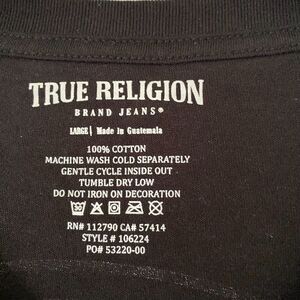 TRUE RELIGION
BRAND JEANS®
LARGE | Made in Guatemala
100% COTTON
MACHINE WASH COLD SEPARATELY
GENTLE CYCLE INSIDE OUT
TUMBLE DRY LOW
DO NOT IRON ON DECORATION
30
RN# 112790 CA# 57414
STYLE # 106224
PO# 53220-00